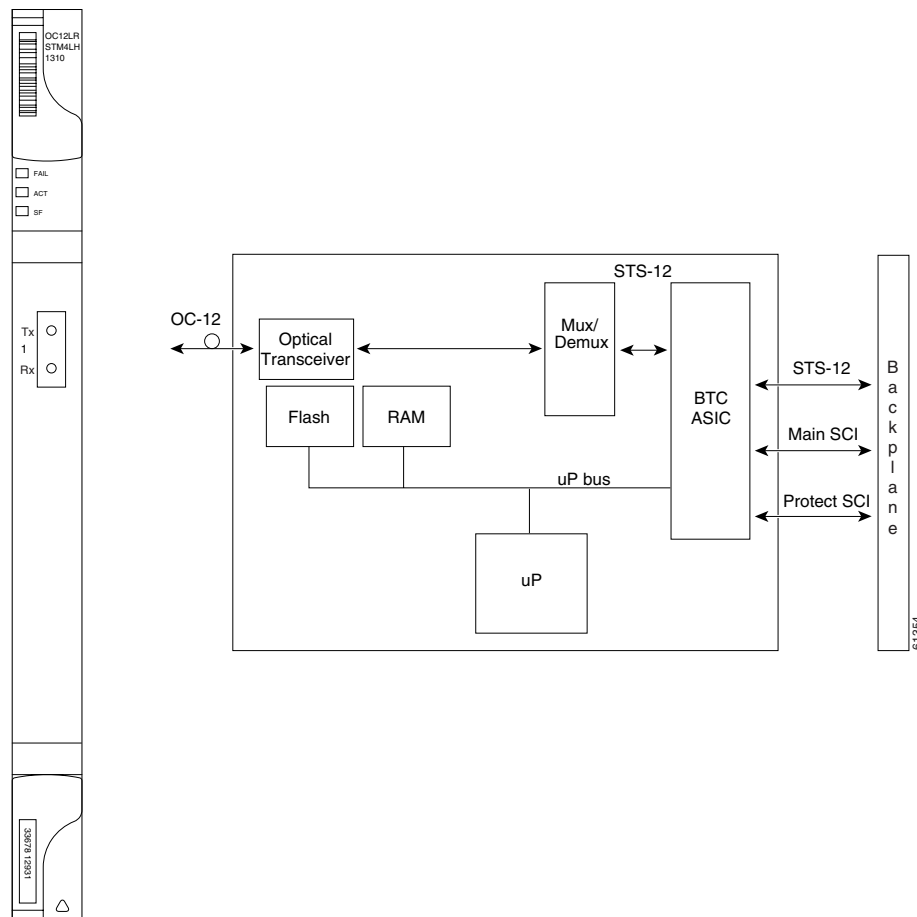 OC12LR
STM4LH
1310
FAIL
ACT
SF
Tx
1
Rx
33678 12931
OC-12
Optical
Transceiver
Flash
RAM
uP bus
uP
STS-12
Mux/
Demux
BTC
ASIC
STS-12
Main SCI
Protect SCI
Backplane
61354